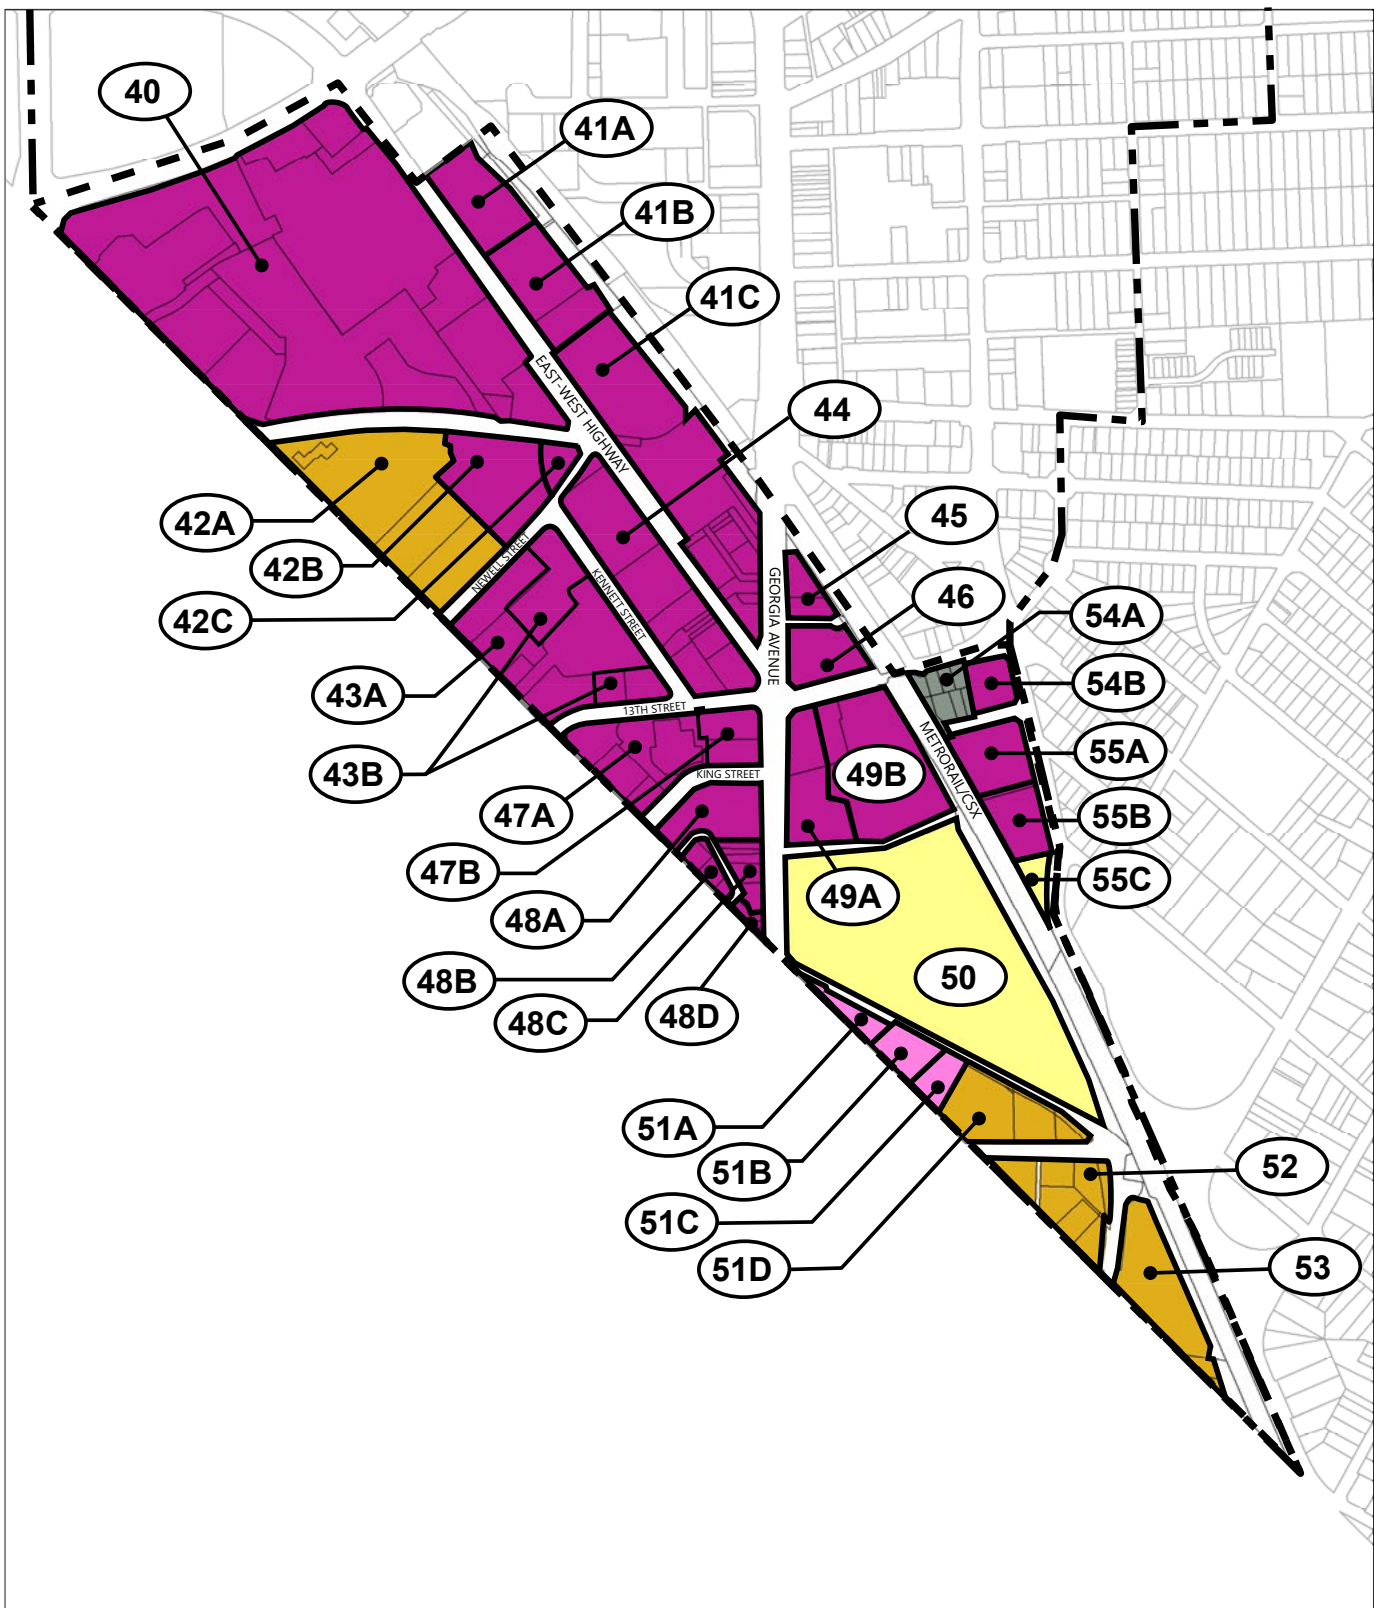 40
41A
41B
41C
EAST-WEST HIGHWAY
44
42A
42B
42C
45
46
NEWELL STREET
KENNETT STREET
GEORGIA AVENUE
54A
54B
43A
43B
13TH STREET
METRORAIL/CSX
55A
49B
KING STREET
47A
55B
47B
49A
55C
48A
48B
50
48C
48D
51A
51B
51C
51D
52
53